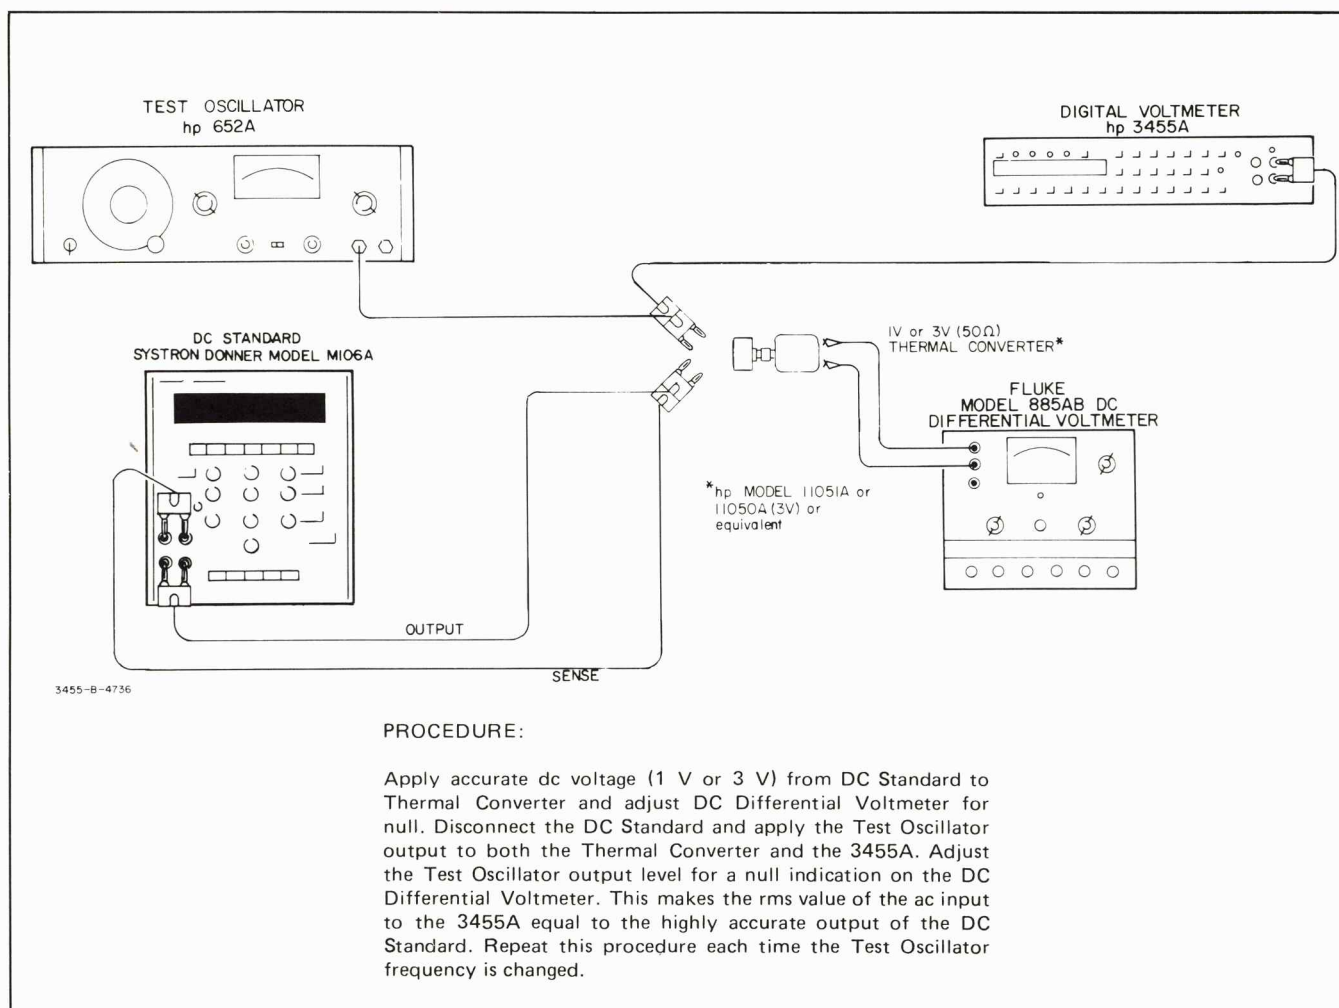 TEST OSCILLATOR
hp 652A
DIGITAL VOLTMETER
hp 3455A
DC STANDARD
SYSTRON DONNER MODEL M106A
1V or 3V (50Ω)
THERMAL CONVERTER*
FLUKE
MODEL 885AB DC
DIFFERENTIAL VOLTMETER
*hp MODEL 11051A or
11050A (3V) or
equivalent
OUTPUT
SENSE
3455-B-4736
PROCEDURE:
Apply accurate dc voltage (1 V or 3 V) from DC Standard to
Thermal Converter and adjust DC Differential Voltmeter for
null. Disconnect the DC Standard and apply the Test Oscillator
output to both the Thermal Converter and the 3455A. Adjust
the Test Oscillator output level for a null indication on the DC
Differential Voltmeter. This makes the rms value of the ac input
to the 3455A equal to the highly accurate output of the DC
Standard. Repeat this procedure each time the Test Oscillator
frequency is changed.